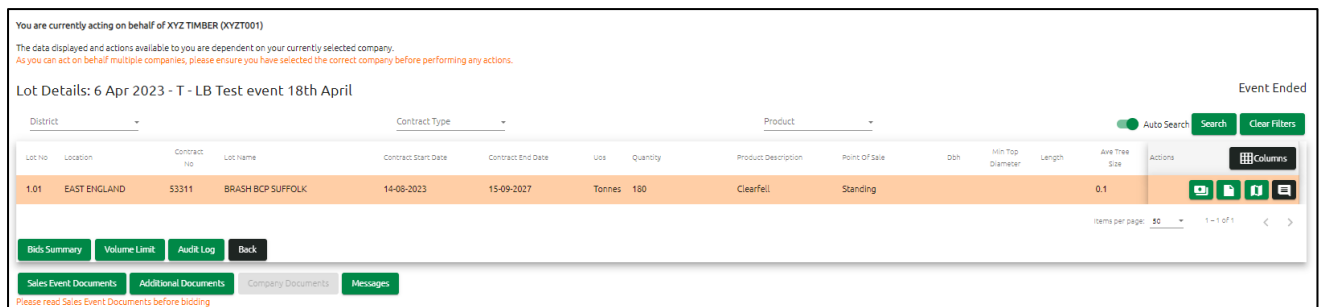 You are currently acting on behalf of XYZ TIMBER (XYZT001)
The data displayed and actions available to you are dependent on your currently selected company.
As you can act on behalf multiple companies, please ensure you have selected the correct company before performing any actions.
Lot Details: 6 Apr 2023 - T - LB Test event 18th April
Event Ended
District Contract Type Product Auto Search Search Clear Filters
Lot No Location Contract No Lot Name Contract Start Date Contract End Date Uos Quantity Product Description Point Of Sale Dbh Min Top Diameter Length Ave Tree Size Actions Columns
1.01 EAST ENGLAND 53311 BRASH BCP SUFFOLK 14-08-2023 15-09-2027 Tonnes 180 Clearfell Standing 0.1
Items per page: 50 1 – 1 of 1
Bids Summary Volume Limit Audit Log Back
Sales Event Documents Additional Documents Company Documents Messages
Please read Sales Event Documents before bidding